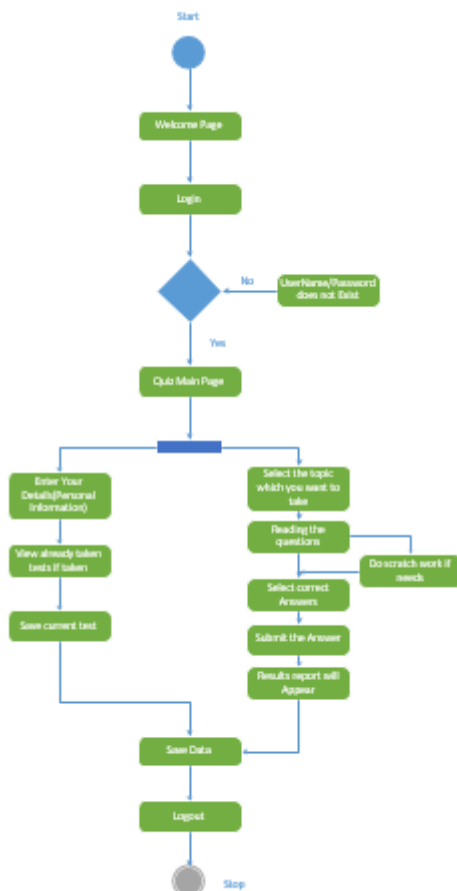 Start
Welcome Page
Login
No
UserName/Password
does not Exist
Yes
Quiz Main Page
Enter Your
Details(Personal
Information)
View already taken
tests if taken
Save current test
Select the topic
which you want to
take
Reading the
questions
Do scratch work if
needs
Select correct
Answers
Submit the Answer
Results report will
Appear
Save Data
Logout
Stop